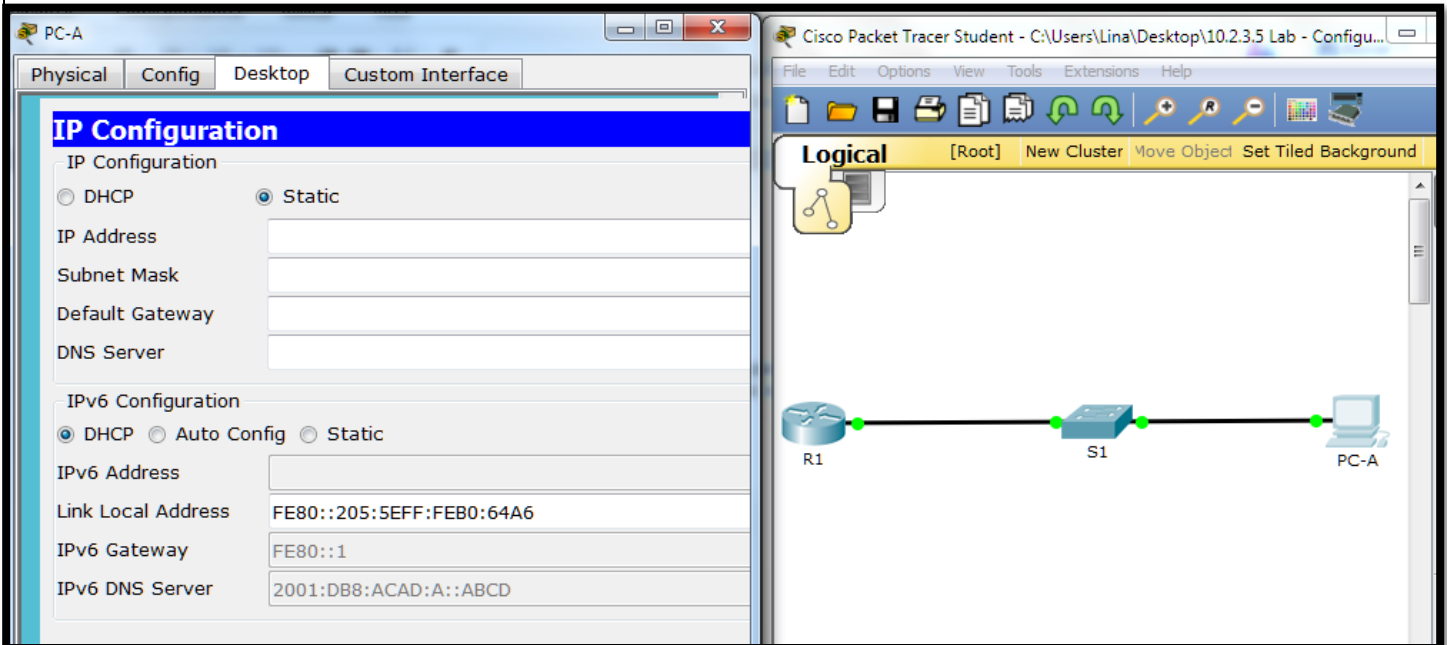 PC-A
Physical Config Desktop Custom Interface
IP Configuration
IP Configuration
DHCP Static
IP Address
Subnet Mask
Default Gateway
DNS Server
IPv6 Configuration
DHCP Auto Config Static
IPv6 Address
Link Local Address FE80::205:5EFF:FEB0:64A6
IPv6 Gateway FE80::1
IPv6 DNS Server 2001:DB8:ACAD:A::ABCD
Cisco Packet Tracer Student - C:\Users\Lina\Desktop\10.2.3.5 Lab - Configu...
File Edit Options View Tools Extensions Help
R
Logical [Root] New Cluster Move Object Set Tiled Background
R1 S1 PC-A